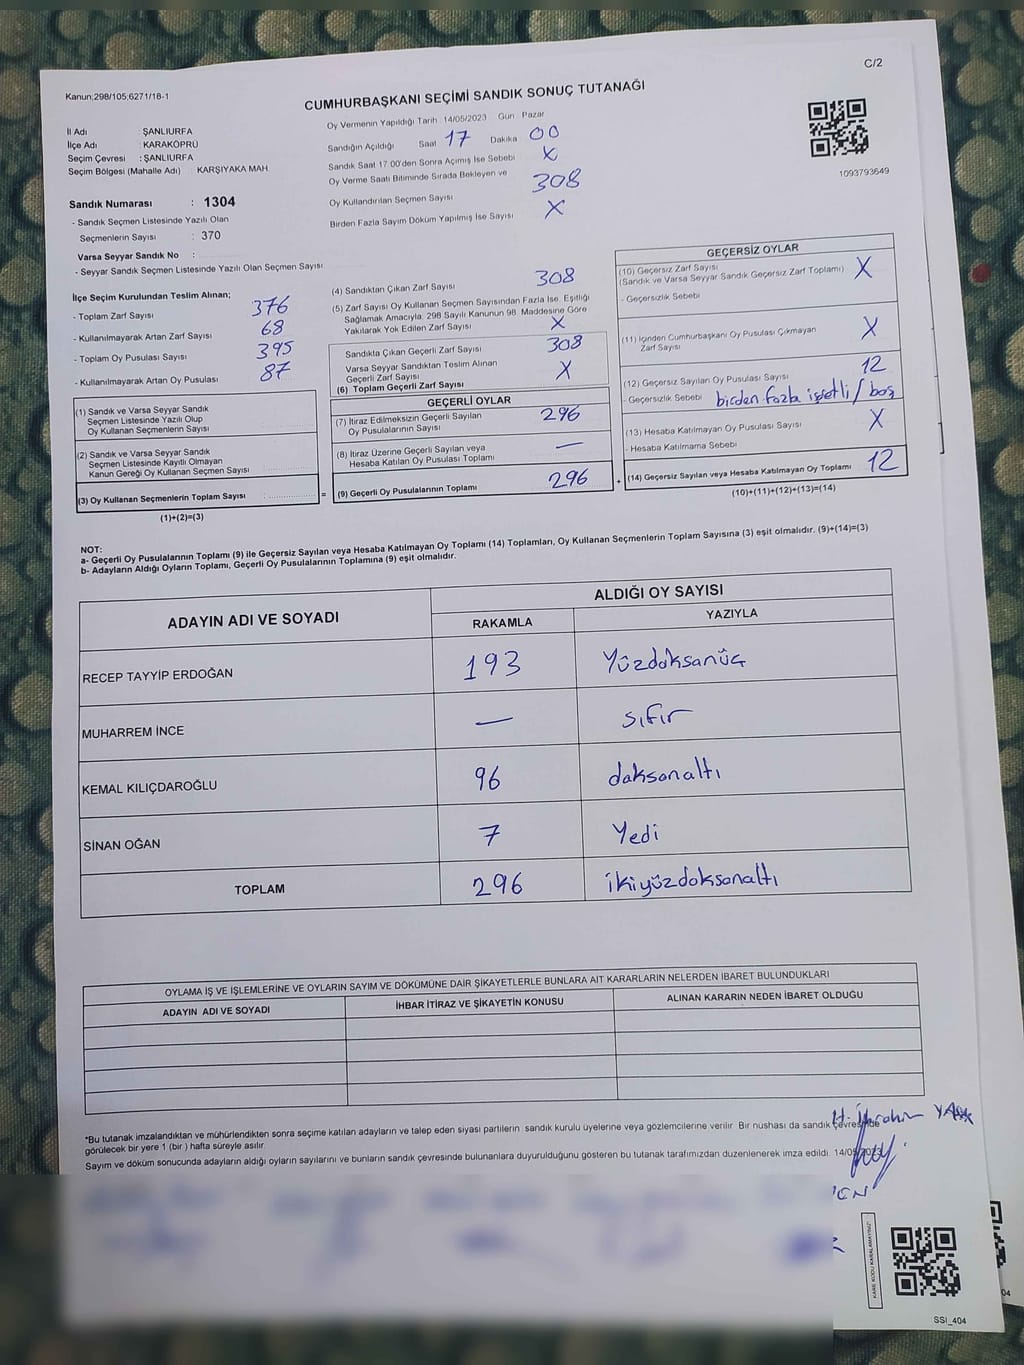 C/2
Kanun;298/105;6271/18-1
CUMHURBAŞKANI SEÇİMİ SANDIK SONUÇ TUTANAĞI
1093793649
İl Adı : ŞANLIURFA
İlçe Adı : KARAKÖPRÜ
Seçim Çevresi : ŞANLIURFA
Seçim Bölgesi (Mahalle Adı) KARŞIYAKA MAH.
Sandık Numarası : 1304
- Sandık Seçmen Listesinde Yazılı Olan
Seçmenlerin Sayısı : 370
Varsa Seyyar Sandık No :
- Seyyar Sandık Seçmen Listesinde Yazılı Olan Seçmen Sayısı
Oy Vermenin Yapıldığı Tarih 14/05/2023 Gün Pazar
Sandığın Açıldığı Saat 17 Dakika 00
Sandık Saat 17.00'den Sonra Açımış İse Sebebi X
Oy Verme Saati Bitiminde Sırada Bekleyen ve
Oy Kullandırılan Seçmen Sayısı 308
Birden Fazla Sayım Döküm Yapılmış İse Sayısı X
İlçe Seçim Kurulundan Teslim Alınan;
- Toplam Zarf Sayısı 376
- Kullanılmayarak Artan Zarf Sayısı 68
- Toplam Oy Pusulası Sayısı 395
- Kullanılmayarak Artan Oy Pusulası 87
(1) Sandık ve Varsa Seyyar Sandık
Seçmen Listesinde Yazılı Olup
Oy Kullanan Seçmenlerin Sayısı
(2) Sandık ve Varsa Seyyar Sandık
Seçmen Listesinde Kayıtlı Olmayan
Kanun Gereği Oy Kullanan Seçmen Sayısı
(3) Oy Kullanan Seçmenlerin Toplam Sayısı : =
(1)+(2)=(3)
(4) Sandıktan Çıkan Zarf Sayısı 308
(5) Zarf Sayısı Oy Kullanan Seçmen Sayısından Fazla İse, Eşitliği
Sağlamak Amacıyla, 298 Sayılı Kanunun 98. Maddesine Göre
Yakılarak Yok Edilen Zarf Sayısı X
Sandıkta Çıkan Geçerli Zarf Sayısı 308
Varsa Seyyar Sandıktan Teslim Alınan
Geçerli Zarf Sayısı X
(6) Toplam Geçerli Zarf Sayısı
GEÇERLİ OYLAR
(7) İtiraz Edilmeksizin Geçerli Sayılan
Oy Pusulalarının Sayısı 296
(8) İtiraz Üzerine Geçerli Sayılan veya
Hesaba Katılan Oy Pusulası Toplamı —
(9) Geçerli Oy Pusulalarının Toplamı 296 +
GEÇERSİZ OYLAR
(10) Geçersiz Zarf Sayısı
(Sandık ve Varsa Seyyar Sandık Geçersiz Zarf Toplamı) X
- Geçersizlik Sebebi
(11) İçinden Cumhurbaşkanı Oy Pusulası Çıkmayan
Zarf Sayısı X
(12) Geçersiz Sayılan Oy Pusulası Sayısı 12
- Geçersizlik Sebebi birden fazla işaretli / boş
(13) Hesaba Katılmayan Oy Pusulası Sayısı X
- Hesaba Katılmama Sebebi
(14) Geçersiz Sayılan veya Hesaba Katılmayan Oy Toplamı 12
(10)+(11)+(12)+(13)=(14)
NOT:
a- Geçerli Oy Pusulalarının Toplamı (9) ile Geçersiz Sayılan veya Hesaba Katılmayan Oy Toplamı (14) Toplamları, Oy Kullanan Seçmenlerin Toplam Sayısına (3) eşit olmalıdır. (9)+(14)=(3)
b- Adayların Aldığı Oyların Toplamı, Geçerli Oy Pusulalarının Toplamına (9) eşit olmalıdır.
ADAYIN ADI VE SOYADI
ALDIĞI OY SAYISI
RAKAMLA YAZIYLA
RECEP TAYYİP ERDOĞAN 193 Yüzdoksanüç
MUHARREM İNCE — sıfır
KEMAL KILIÇDAROĞLU 96 doksanaltı
SİNAN OĞAN 7 Yedi
TOPLAM 296 ikiyüzdoksanaltı
OYLAMA İŞ VE İŞLEMLERİNE VE OYLARIN SAYIM VE DÖKÜMÜNE DAİR ŞİKAYETLERLE BUNLARA AİT KARARLARIN NELERDEN İBARET BULUNDUKLARI
ADAYIN ADI VE SOYADI İHBAR İTİRAZ VE ŞİKAYETİN KONUSU ALINAN KARARIN NEDEN İBARET OLDUĞU
*Bu tutanak imzalandıktan ve mühürlendikten sonra seçime katılan adayların ve talep eden siyasi partilerin sandık kurulu üyelerine veya gözlemcilerine verilir. Bir nushası da sandık çevresinde
görülecek bir yere 1 (bir) hafta süreyle asılır.
Sayım ve döküm sonucunda adayların aldığı oyların sayılarını ve bunların sandık çevresinde bulunanlara duyurulduğunu gösteren bu tutanak tarafımızdan düzenlenerek imza edildi. 14/05/2023
H. İbrahim
KARE KODU KARALAMAYINIZ!
SSI_404
04